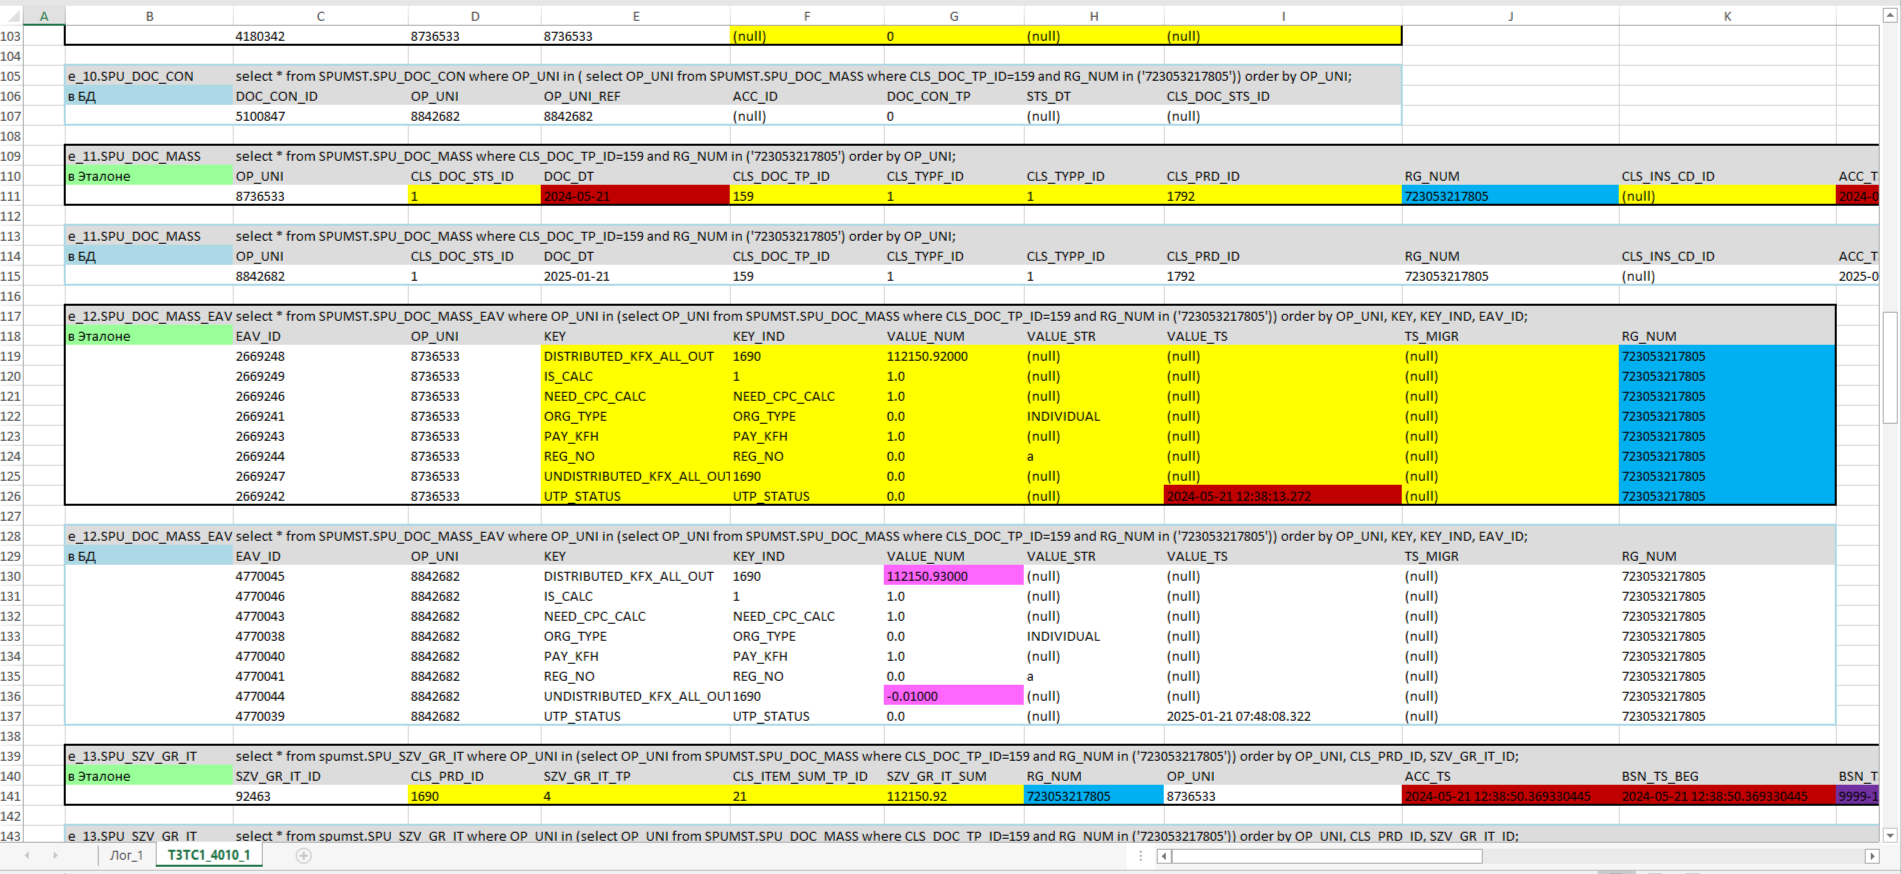 A B C D E F G H I J K
103 4180342 8736533 8736533 (null) 0 (null) (null)
104
105 e_10.SPU_DOC_CON select * from SPUMST.SPU_DOC_CON where OP_UNI in ( select OP_UNI from SPUMST.SPU_DOC_MASS where CLS_DOC_TP_ID=159 and RG_NUM in ('723053217805')) order by OP_UNI;
106 в БД DOC_CON_ID OP_UNI OP_UNI_REF ACC_ID DOC_CON_TP STS_DT CLS_DOC_STS_ID
107 5100847 8842682 8842682 (null) 0 (null) (null)
108
109 e_11.SPU_DOC_MASS select * from SPUMST.SPU_DOC_MASS where CLS_DOC_TP_ID=159 and RG_NUM in ('723053217805') order by OP_UNI;
110 в Эталоне OP_UNI CLS_DOC_STS_ID DOC_DT CLS_DOC_TP_ID CLS_TYPF_ID CLS_TYPP_ID CLS_PRD_ID RG_NUM CLS_INS_CD_ID ACC_T
111 8736533 1 2024-05-21 159 1 1 1792 723053217805 (null) 2024-0
112
113 e_11.SPU_DOC_MASS select * from SPUMST.SPU_DOC_MASS where CLS_DOC_TP_ID=159 and RG_NUM in ('723053217805') order by OP_UNI;
114 в БД OP_UNI CLS_DOC_STS_ID DOC_DT CLS_DOC_TP_ID CLS_TYPF_ID CLS_TYPP_ID CLS_PRD_ID RG_NUM CLS_INS_CD_ID ACC_T
115 8842682 1 2025-01-21 159 1 1 1792 723053217805 (null) 2025-0
116
117 e_12.SPU_DOC_MASS_EAV select * from SPUMST.SPU_DOC_MASS_EAV where OP_UNI in (select OP_UNI from SPUMST.SPU_DOC_MASS where CLS_DOC_TP_ID=159 and RG_NUM in ('723053217805')) order by OP_UNI, KEY, KEY_IND, EAV_ID;
118 в Эталоне EAV_ID OP_UNI KEY KEY_IND VALUE_NUM VALUE_STR VALUE_TS TS_MIGR RG_NUM
119 2669248 8736533 DISTRIBUTED_KFX_ALL_OUT 1690 112150.92000 (null) (null) (null) 723053217805
120 2669249 8736533 IS_CALC 1 1.0 (null) (null) (null) 723053217805
121 2669246 8736533 NEED_CPC_CALC NEED_CPC_CALC 1.0 (null) (null) (null) 723053217805
122 2669241 8736533 ORG_TYPE ORG_TYPE 0.0 INDIVIDUAL (null) (null) 723053217805
123 2669243 8736533 PAY_KFH PAY_KFH 1.0 (null) (null) (null) 723053217805
124 2669244 8736533 REG_NO REG_NO 0.0 a (null) (null) 723053217805
125 2669247 8736533 UNDISTRIBUTED_KFX_ALL_OUT 1690 0.0 (null) (null) (null) 723053217805
126 2669242 8736533 UTP_STATUS UTP_STATUS 0.0 (null) 2024-05-21 12:38:13.272 (null) 723053217805
127
128 e_12.SPU_DOC_MASS_EAV select * from SPUMST.SPU_DOC_MASS_EAV where OP_UNI in (select OP_UNI from SPUMST.SPU_DOC_MASS where CLS_DOC_TP_ID=159 and RG_NUM in ('723053217805')) order by OP_UNI, KEY, KEY_IND, EAV_ID;
129 в БД EAV_ID OP_UNI KEY KEY_IND VALUE_NUM VALUE_STR VALUE_TS TS_MIGR RG_NUM
130 4770045 8842682 DISTRIBUTED_KFX_ALL_OUT 1690 112150.93000 (null) (null) (null) 723053217805
131 4770046 8842682 IS_CALC 1 1.0 (null) (null) (null) 723053217805
132 4770043 8842682 NEED_CPC_CALC NEED_CPC_CALC 1.0 (null) (null) (null) 723053217805
133 4770038 8842682 ORG_TYPE ORG_TYPE 0.0 INDIVIDUAL (null) (null) 723053217805
134 4770040 8842682 PAY_KFH PAY_KFH 1.0 (null) (null) (null) 723053217805
135 4770041 8842682 REG_NO REG_NO 0.0 a (null) (null) 723053217805
136 4770044 8842682 UNDISTRIBUTED_KFX_ALL_OUT 1690 -0.01000 (null) (null) (null) 723053217805
137 4770039 8842682 UTP_STATUS UTP_STATUS 0.0 (null) 2025-01-21 07:48:08.322 (null) 723053217805
138
139 e_13.SPU_SZV_GR_IT select * from spumst.SPU_SZV_GR_IT where OP_UNI in (select OP_UNI from SPUMST.SPU_DOC_MASS where CLS_DOC_TP_ID=159 and RG_NUM in ('723053217805')) order by OP_UNI, CLS_PRD_ID, SZV_GR_IT_ID;
140 в Эталоне SZV_GR_IT_ID CLS_PRD_ID SZV_GR_IT_TP CLS_ITEM_SUM_TP_ID SZV_GR_IT_SUM RG_NUM OP_UNI ACC_TS BSN_TS_BEG BSN_T
141 92463 1690 4 21 112150.92 723053217805 8736533 2024-05-21 12:38:50.369330445 2024-05-21 12:38:50.369330445 9999-1
142
143 e_13.SPU_SZV_GR_IT select * from spumst.SPU_SZV_GR_IT where OP_UNI in (select OP_UNI from SPUMST.SPU_DOC_MASS where CLS_DOC_TP_ID=159 and RG_NUM in ('723053217805')) order by OP_UNI, CLS_PRD_ID, SZV_GR_IT_ID;
Лог_1 ТЗТС1_4010_1